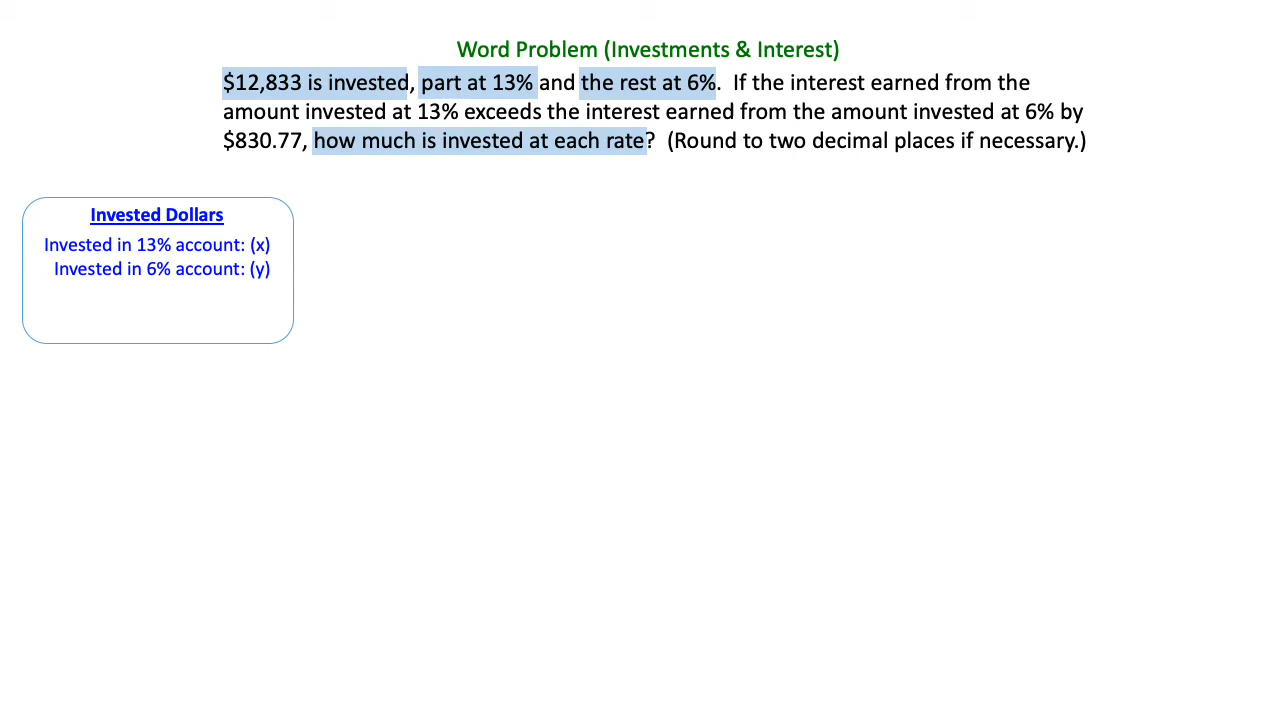 Word Problem (Investments & Interest)
$12,833 is invested, part at 13% and the rest at 6%.  If the interest earned from the
amount invested at 13% exceeds the interest earned from the amount invested at 6% by
$830.77, how much is invested at each rate?  (Round to two decimal places if necessary.)
Invested Dollars
Invested in 13% account: (x)
Invested in 6% account: (y)